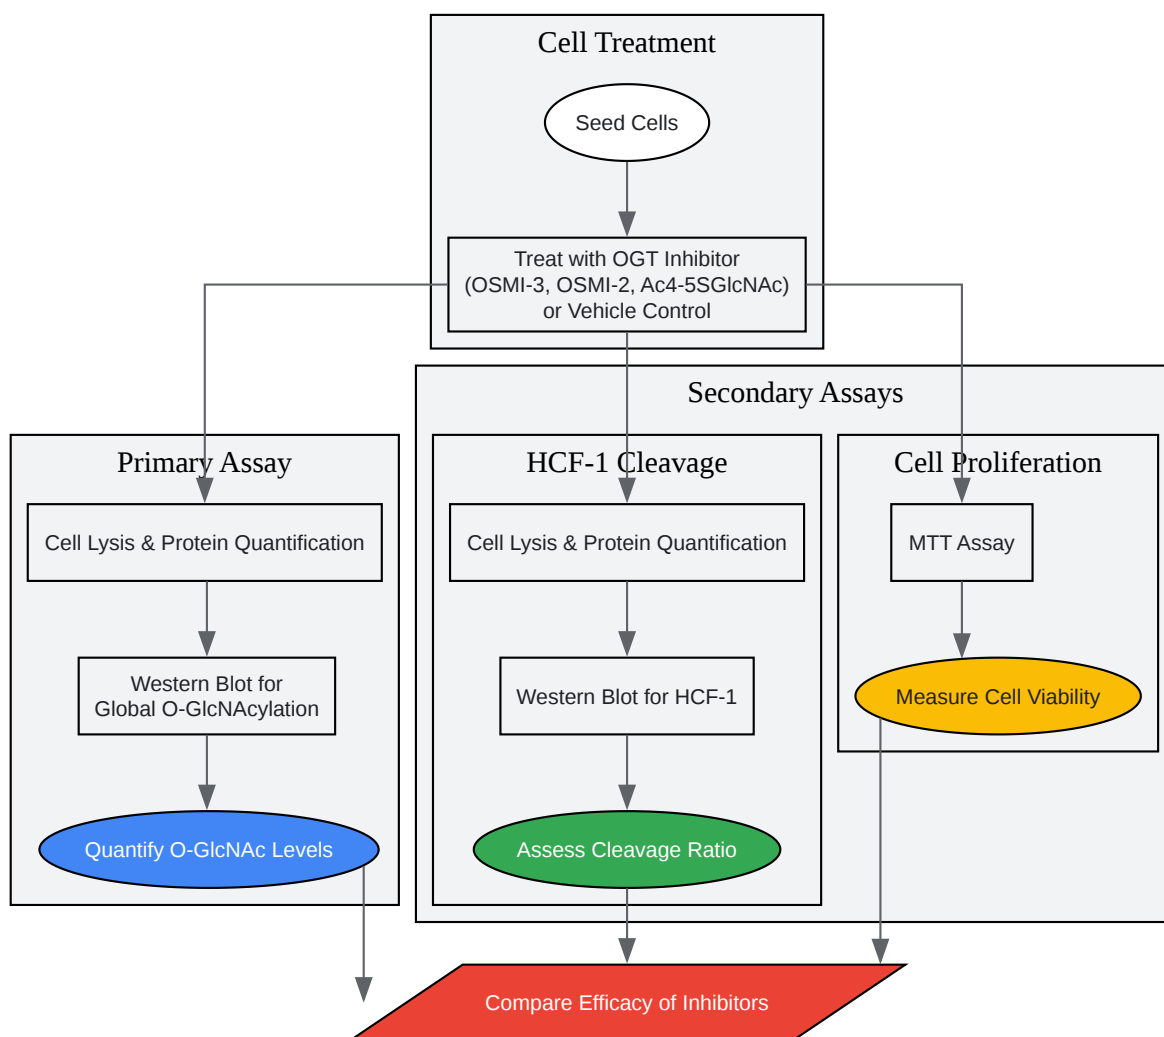 Cell Treatment
Seed Cells
Treat with OGT Inhibitor
(OSMI-3, OSMI-2, Ac4-5SGlcNAc)
or Vehicle Control
Secondary Assays
Primary Assay
Cell Lysis & Protein Quantification
Western Blot for
Global O-GlcNAcylation
Quantify O-GlcNAc Levels
HCF-1 Cleavage
Cell Lysis & Protein Quantification
Western Blot for HCF-1
Assess Cleavage Ratio
Cell Proliferation
MTT Assay
Measure Cell Viability
Compare Efficacy of Inhibitors